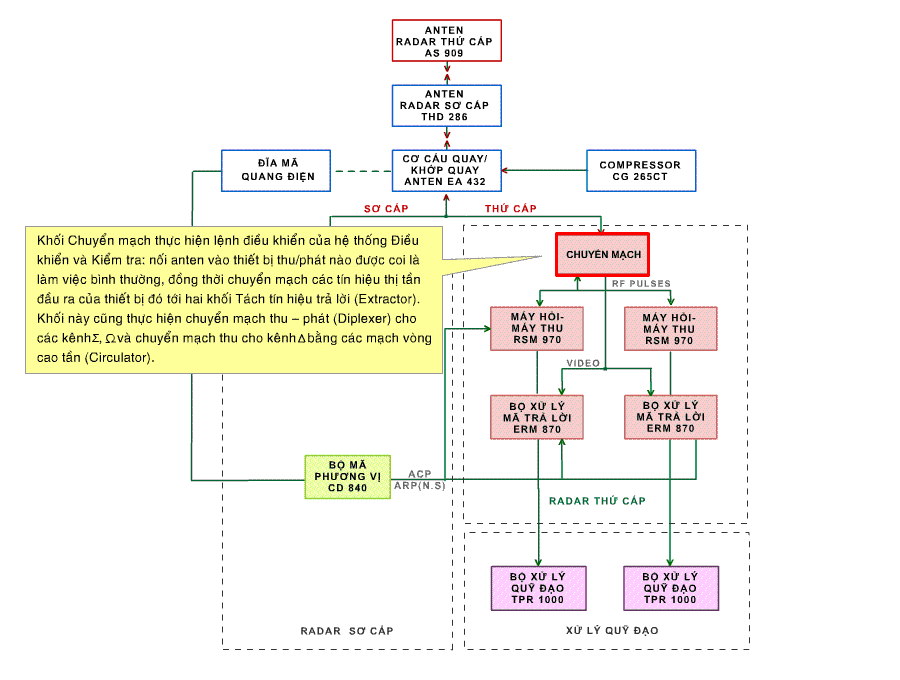 ANTEN
RADAR THỨ CẤP
AS 909
ANTEN
RADAR SƠ CẤP
THD 286
ĐĨA MÃ
QUANG ĐIỆN
CƠ CẤU QUAY/
KHỚP QUAY
ANTEN EA 432
COMPRESSOR
CG 265CT
SƠ CẤP
THỨ CẤP
Khối Chuyển mạch thực hiện lệnh điều khiển của hệ thống Điều
khiển và Kiểm tra: nối anten vào thiết bị thu/phát nào được coi là
làm việc bình thường, đồng thời chuyển mạch các tín hiệu thị tần
đầu ra của thiết bị đó tới hai khối Tách tín hiệu trả lời (Extractor).
Khối này cũng thực hiện chuyển mạch thu – phát (Diplexer) cho
các kênhΣ, Ω và chuyển mạch thu cho kênh Δ bằng các mạch vòng
cao tần (Circulator).
CHUYỂN MẠCH
RF PULSES
MÁY HỎI-
MÁY THU
RSM 970
MÁY HỎI-
MÁY THU
RSM 970
VIDEO
BỘ XỬ LÝ
MÃ TRẢ LỜI
ERM 870
BỘ XỬ LÝ
MÃ TRẢ LỜI
ERM 870
BỘ MÃ
PHƯƠNG VỊ
CD 840
ACP
ARP(N.S)
RADAR THỨ CẤP
BỘ XỬ LÝ
QUỸ ĐẠO
TPR 1000
BỘ XỬ LÝ
QUỸ ĐẠO
TPR 1000
RADAR SƠ CẤP
XỬ LÝ QUỸ ĐẠO